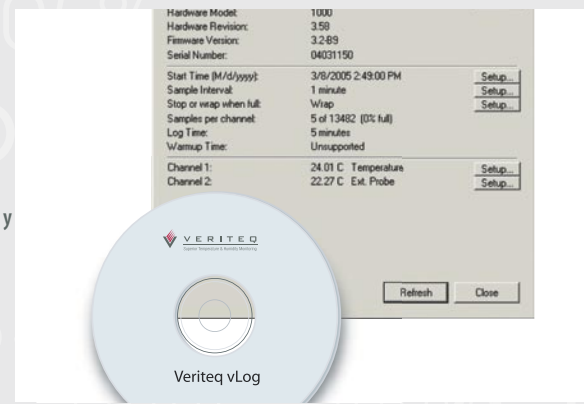 Hardware Model: 1000
Hardware Revision: 3.58
Firmware Version: 3.2-B9
Serial Number: 04031150
Start Time (M/d/yyyy): 3/8/2005 2:49:00 PM Setup...
Sample Interval: 1 minute Setup...
Stop or wrap when full: Wrap Setup...
Samples per channel: 5 of 13482 (0% full)
Log Time: 5 minutes
Warmup Time: Unsupported
Channel 1: 24.01 C Temperature Setup...
Channel 2: 22.27 C Ext. Probe Setup...
y
VERITEQ
Superior Temperature & Humidity Monitoring
Refresh Close
Veriteq vLog